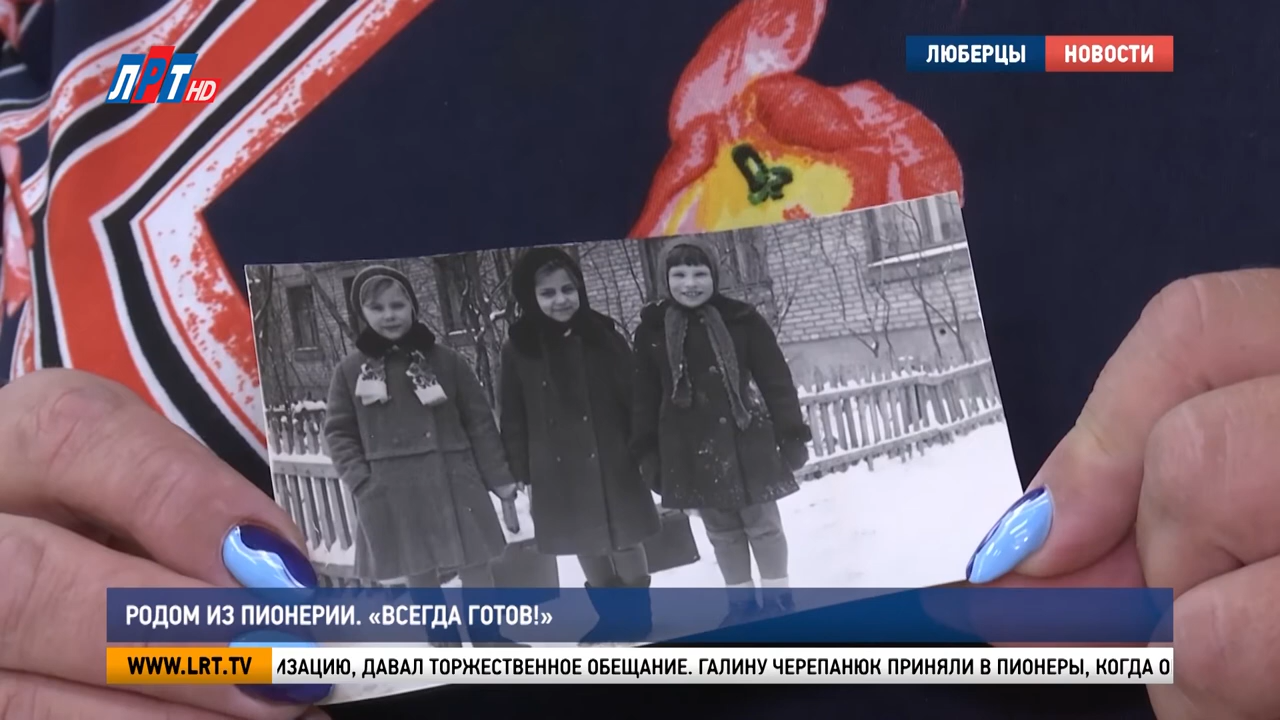 ЛРТ HD
ЛЮБЕРЦЫ НОВОСТИ
РОДОМ ИЗ ПИОНЕРИИ. «ВСЕГДА ГОТОВ!»
WWW.LRT.TV ИЗАЦИЮ, ДАВАЛ ТОРЖЕСТВЕННОЕ ОБЕЩАНИЕ. ГАЛИНУ ЧЕРЕПАНЮК ПРИНЯЛИ В ПИОНЕРЫ, КОГДА О